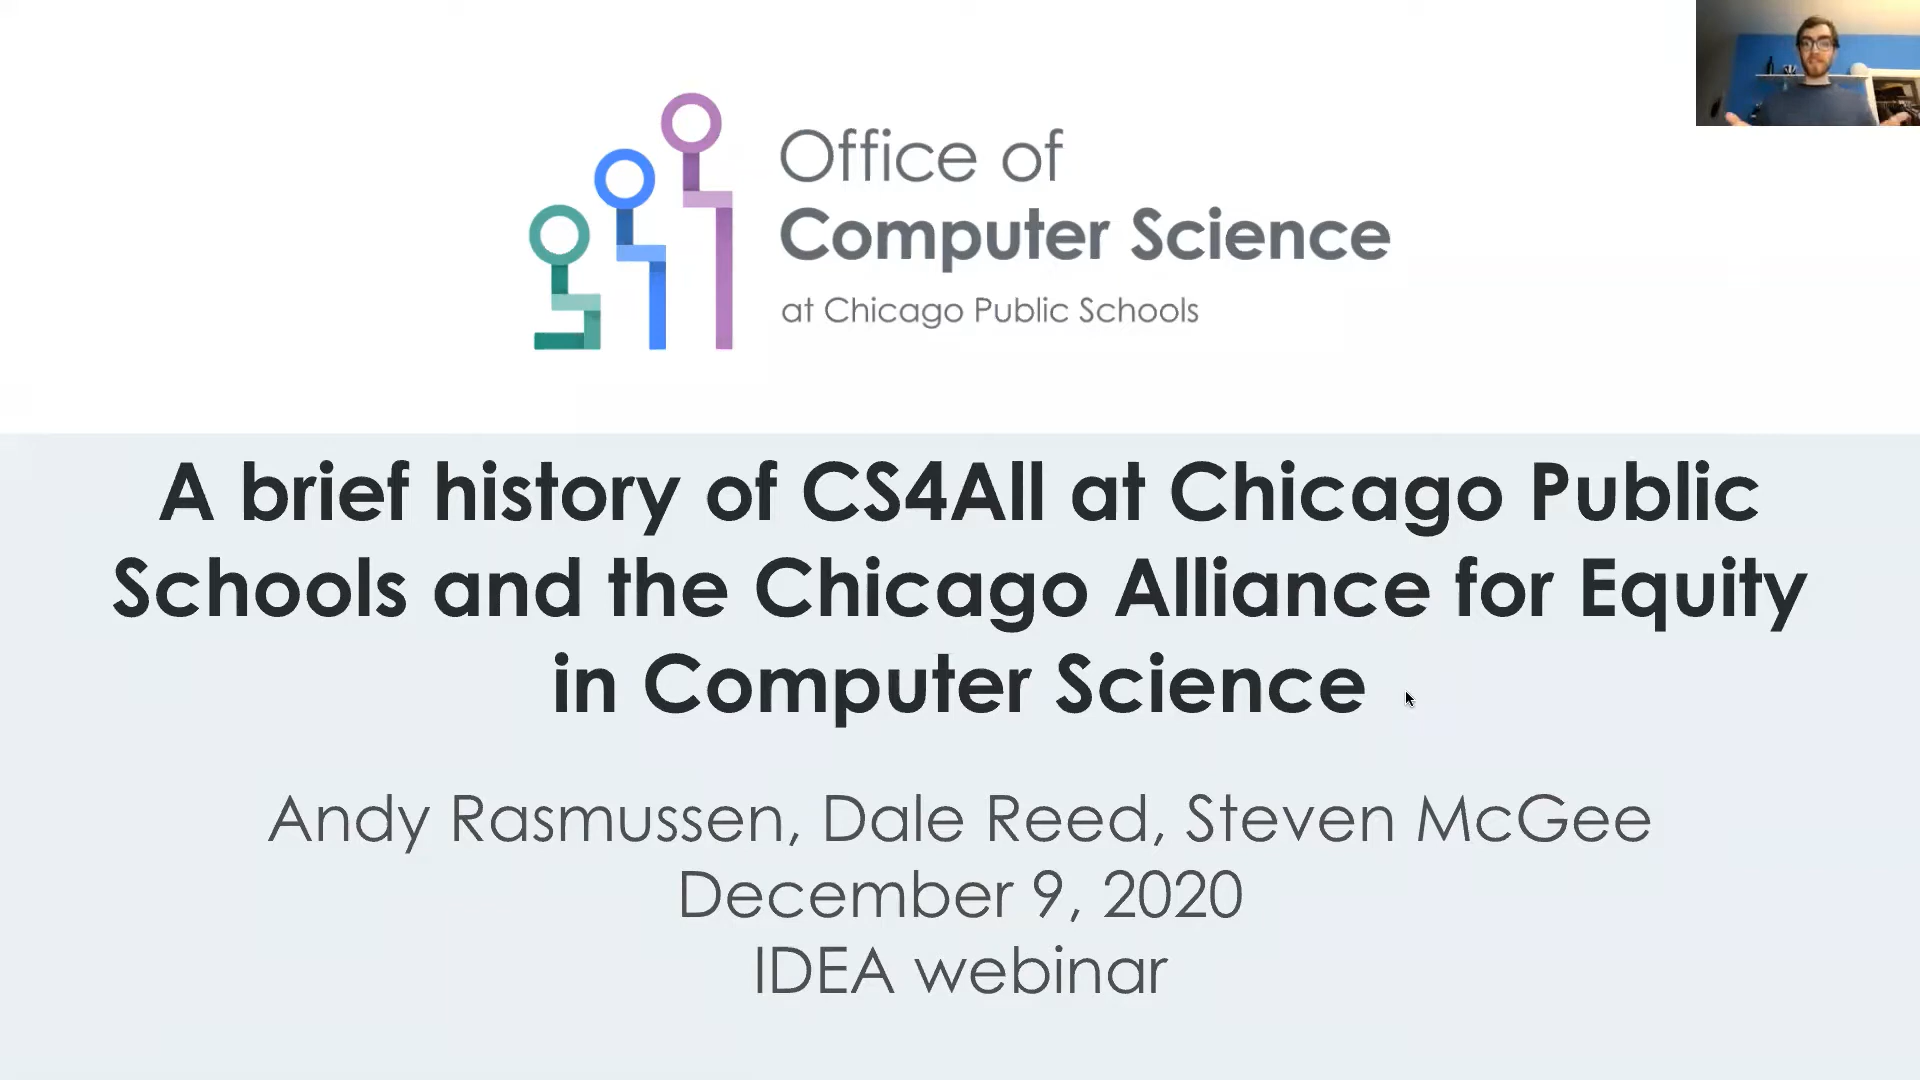 Office of
Computer Science
at Chicago Public Schools
A brief history of CS4All at Chicago Public
Schools and the Chicago Alliance for Equity
in Computer Science
Andy Rasmussen, Dale Reed, Steven McGee
December 9, 2020
IDEA webinar